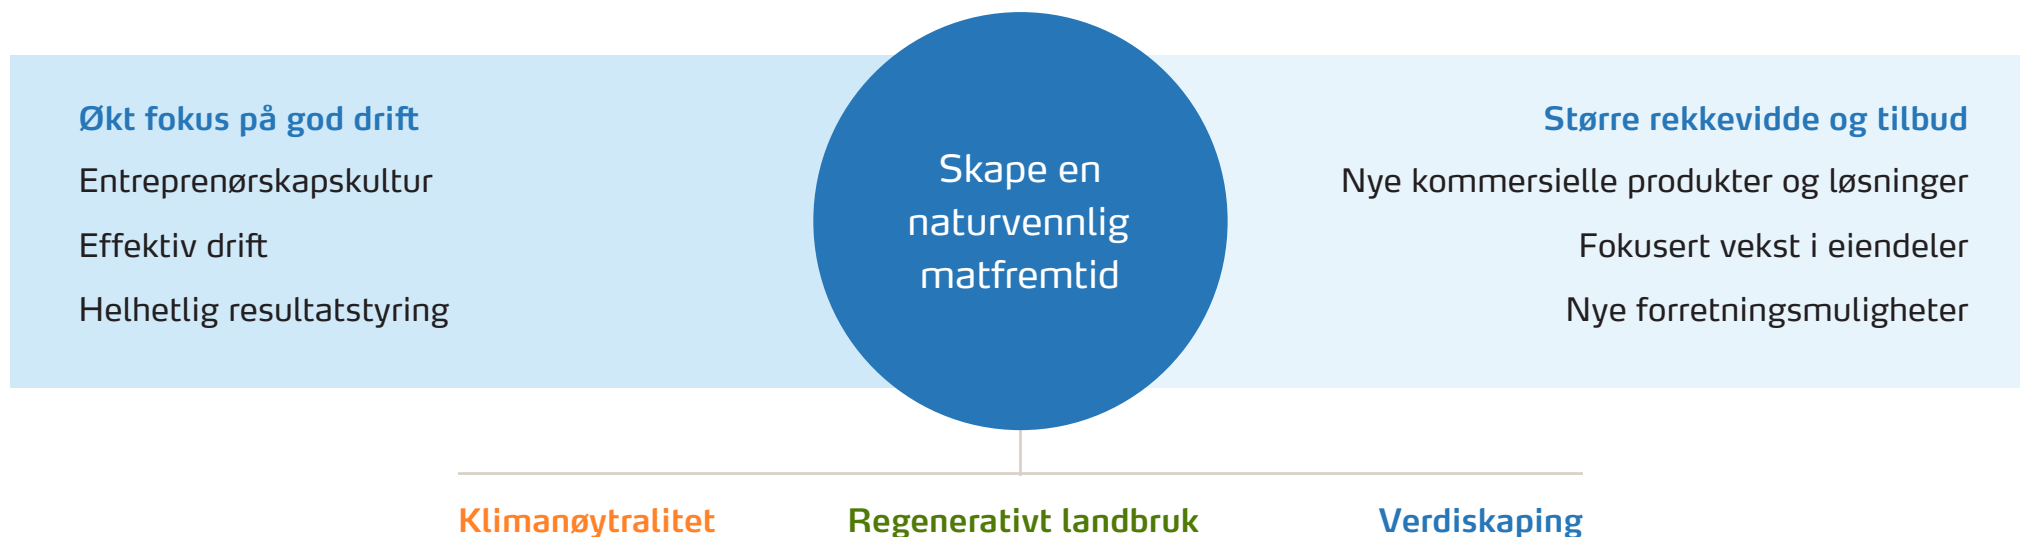 Økt fokus på god drift
Entreprenørskapskultur
Effektiv drift
Helhetlig resultatstyring
Skape en
naturvennlig
matfremtid
Større rekkevidde og tilbud
Nye kommersielle produkter og løsninger
Fokusert vekst i eiendeler
Nye forretningsmuligheter
Klimanøytralitet
Regenerativt landbruk
Verdiskaping